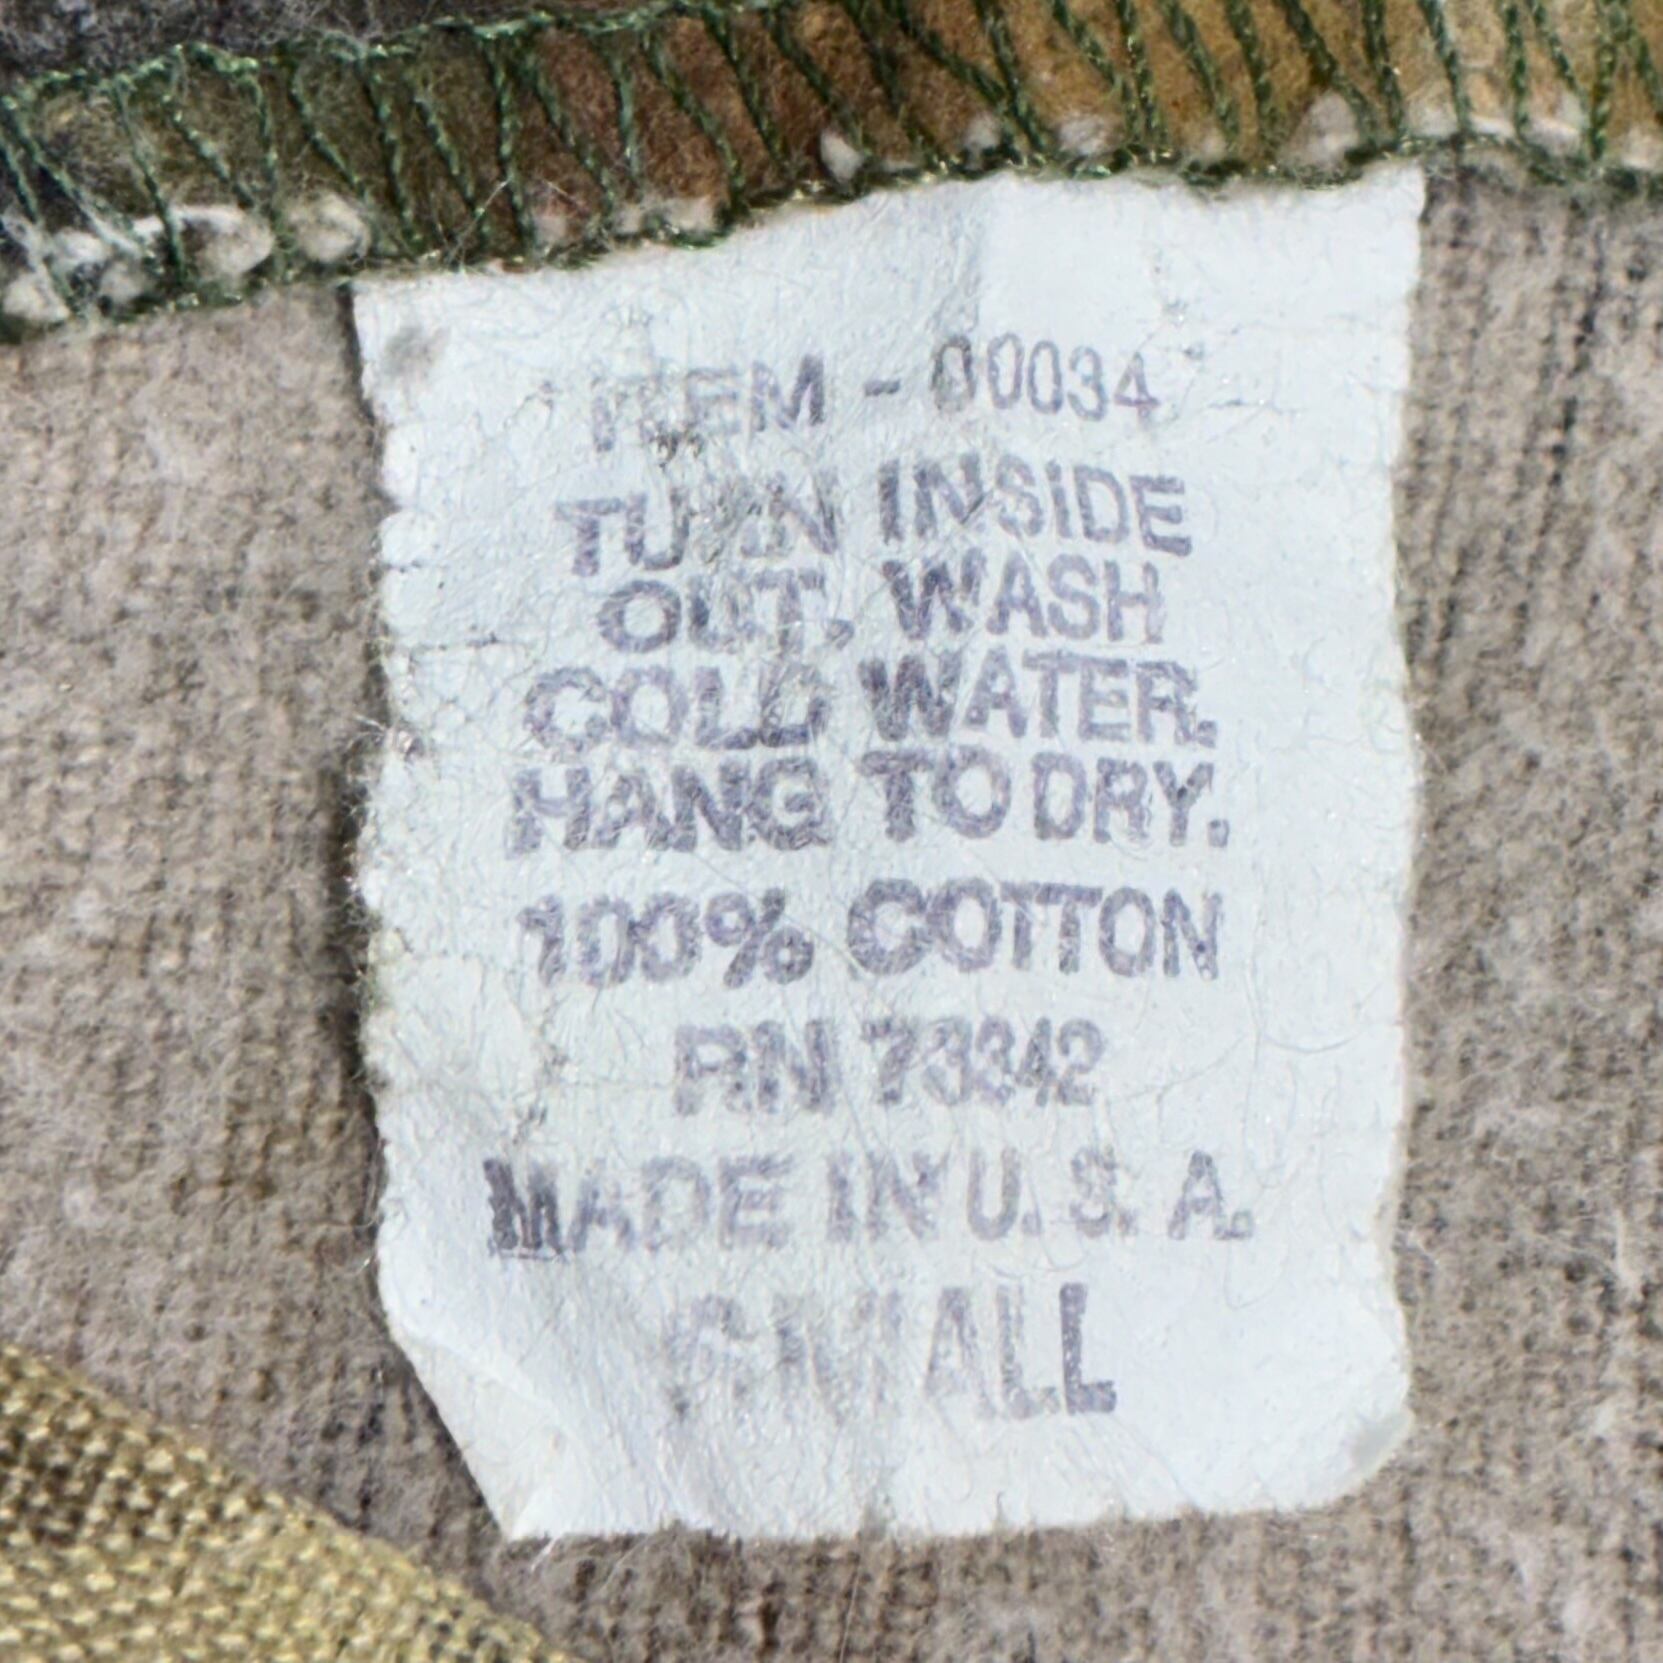 ITEM - 00034
TURN INSIDE
OUT, WASH
COLD WATER.
HANG TO DRY.
100% COTTON
RN 73342
MADE IN U.S.A.
SMALL